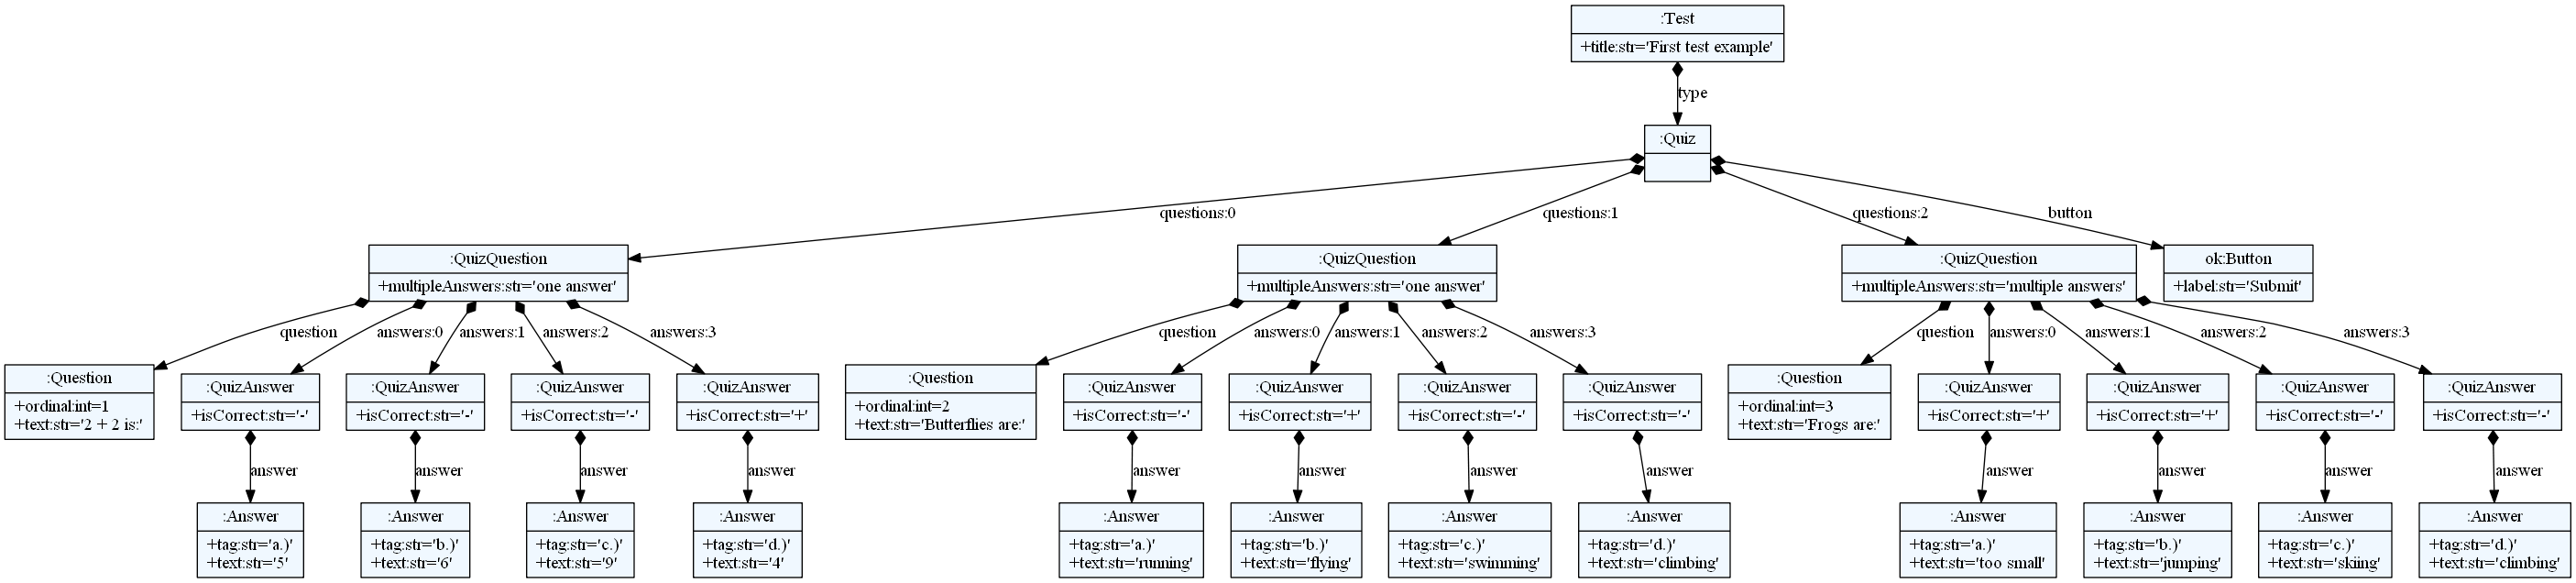 :Test
+title:str='First test example'
type
:Quiz
questions:0
questions:1
questions:2
button
:QuizQuestion
+multipleAnswers:str='one answer'
:QuizQuestion
+multipleAnswers:str='one answer'
:QuizQuestion
+multipleAnswers:str='multiple answers'
ok:Button
+label:str='Submit'
question
answers:0
answers:1
answers:2
answers:3
question
answers:0
answers:1
answers:2
answers:3
question
answers:0
answers:1
answers:2
answers:3
:Question
+ordinal:int=1
+text:str='2 + 2 is:'
:QuizAnswer
+isCorrect:str='-'
:QuizAnswer
+isCorrect:str='-'
:QuizAnswer
+isCorrect:str='-'
:QuizAnswer
+isCorrect:str='+'
:Question
+ordinal:int=2
+text:str='Butterflies are:'
:QuizAnswer
+isCorrect:str='-'
:QuizAnswer
+isCorrect:str='+'
:QuizAnswer
+isCorrect:str='-'
:QuizAnswer
+isCorrect:str='-'
:Question
+ordinal:int=3
+text:str='Frogs are:'
:QuizAnswer
+isCorrect:str='+'
:QuizAnswer
+isCorrect:str='+'
:QuizAnswer
+isCorrect:str='-'
:QuizAnswer
+isCorrect:str='-'
answer
answer
answer
answer
answer
answer
answer
answer
answer
answer
answer
answer
:Answer
+tag:str='a.)'
+text:str='5'
:Answer
+tag:str='b.)'
+text:str='6'
:Answer
+tag:str='c.)'
+text:str='9'
:Answer
+tag:str='d.)'
+text:str='4'
:Answer
+tag:str='a.)'
+text:str='running'
:Answer
+tag:str='b.)'
+text:str='flying'
:Answer
+tag:str='c.)'
+text:str='swimming'
:Answer
+tag:str='d.)'
+text:str='climbing'
:Answer
+tag:str='a.)'
+text:str='too small'
:Answer
+tag:str='b.)'
+text:str='jumping'
:Answer
+tag:str='c.)'
+text:str='skiing'
:Answer
+tag:str='d.)'
+text:str='climbing'